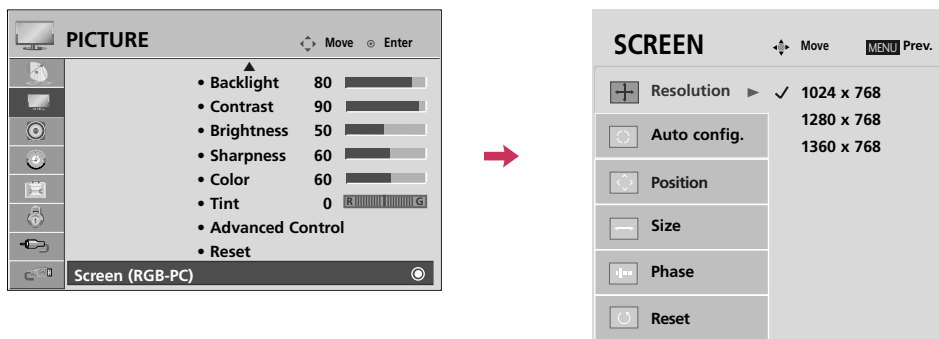 PICTURE
Move
Enter
• Backlight 80
• Contrast 90
• Brightness 50
• Sharpness 60
• Color 60
• Tint 0 R G
• Advanced Control
• Reset
Screen (RGB-PC)
SCREEN
Move
MENU Prev.
Resolution ► ✓ 1024 x 768
1280 x 768
Auto config.
1360 x 768
Position
Size
Phase
Reset